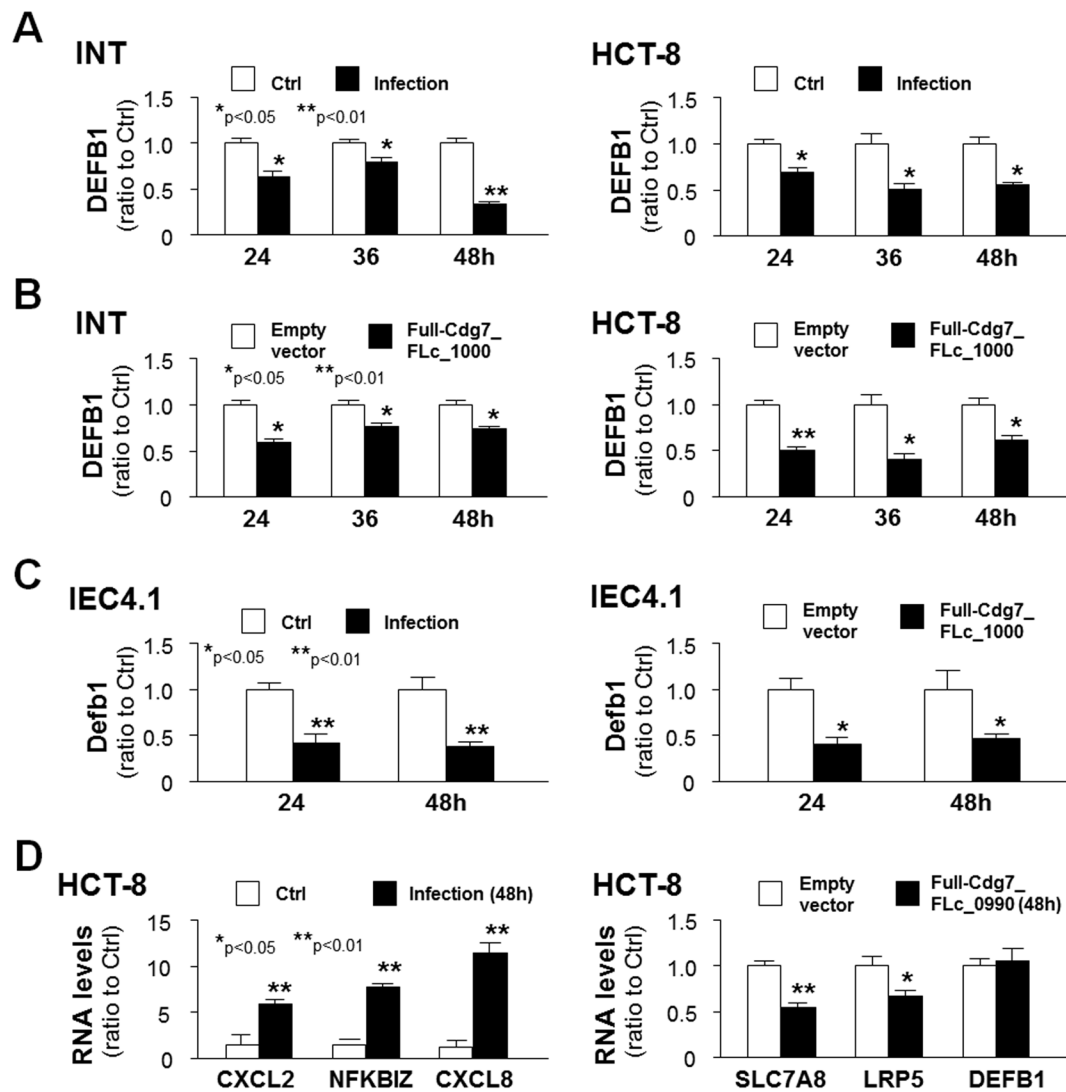 A
INT
Ctrl Infection
*p<0.05 **p<0.01
DEFB1
(ratio to Ctrl)
1.5
1.0
0.5
0
* * **
24 36 48h
HCT-8
Ctrl Infection
DEFB1
(ratio to Ctrl)
1.5
1.0
0.5
0
* * *
24 36 48h
B
INT
Empty
vector
Full-Cdg7_
FLc_1000
*p<0.05 **p<0.01
DEFB1
(ratio to Ctrl)
1.5
1.0
0.5
0
* * *
24 36 48h
HCT-8
Empty
vector
Full-Cdg7_
FLc_1000
DEFB1
(ratio to Ctrl)
1.5
1.0
0.5
0
** * *
24 36 48h
C
IEC4.1
Ctrl Infection
*p<0.05 **p<0.01
Defb1
(ratio to Ctrl)
1.5
1.0
0.5
0
** **
24 48h
IEC4.1
Empty
vector
Full-Cdg7_
FLc_1000
Defb1
(ratio to Ctrl)
1.5
1.0
0.5
0
* *
24 48h
D
HCT-8
Ctrl Infection (48h)
*p<0.05 **p<0.01
RNA levels
(ratio to Ctrl)
15
10
5
0
** ** **
CXCL2 NFKBIZ CXCL8
HCT-8
Empty
vector
Full-Cdg7_
FLc_0990 (48h)
RNA levels
(ratio to Ctrl)
1.5
1.0
0.5
0
** *
SLC7A8 LRP5 DEFB1